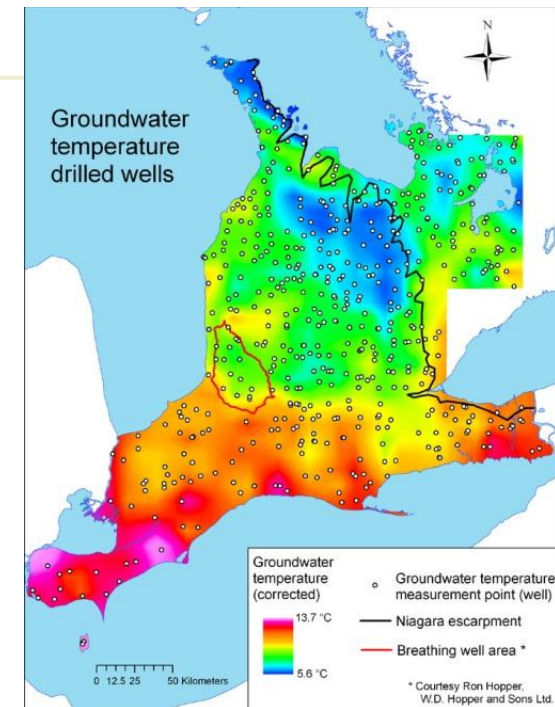 N
Groundwater
temperature
drilled wells
Groundwater
temperature
(corrected)
13.7 °C
5.6 °C
Groundwater temperature
measurement point (well)
Niagara escarpment
Breathing well area *
* Courtesy Ron Hopper,
W.D. Hopper and Sons Ltd.
0 12.5 25 50 Kilometers